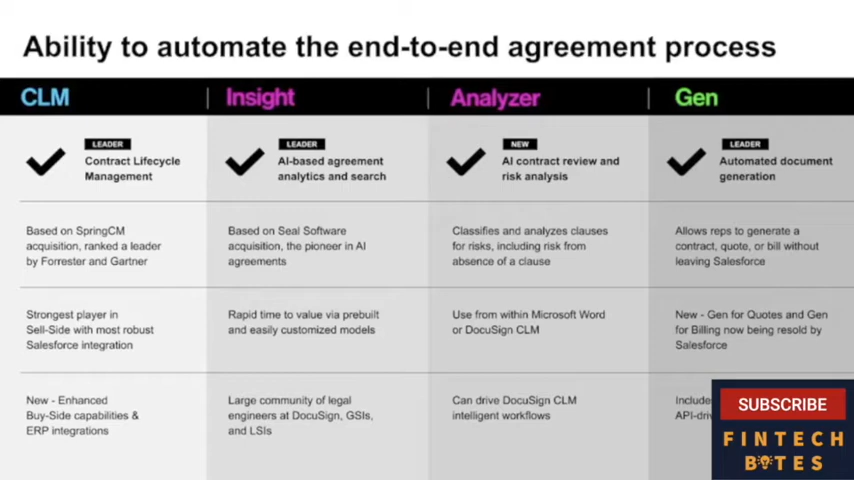 Ability to automate the end-to-end agreement process
CLM
Insight
Analyzer
Gen
LEADER
Contract Lifecycle
Management
LEADER
AI-based agreement
analytics and search
NEW
AI contract review and
risk analysis
LEADER
Automated document
generation
Based on SpringCM
acquisition, ranked a leader
by Forrester and Gartner
Based on Seal Software
acquisition, the pioneer in AI
agreements
Classifies and analyzes clauses
for risks, including risk from
absence of a clause
Allows reps to generate a
contract, quote, or bill without
leaving Salesforce
Strongest player in
Sell-Side with most robust
Salesforce integration
Rapid time to value via prebuilt
and easily customized models
Use from within Microsoft Word
or DocuSign CLM
New - Gen for Quotes and Gen
for Billing now being resold by
Salesforce
New - Enhanced
Buy-Side capabilities &
ERP integrations
Large community of legal
engineers at DocuSign, GSIs,
and LSIs
Can drive DocuSign CLM
intelligent workflows
Includes
SUBSCRIBE
FINTECH
BITES